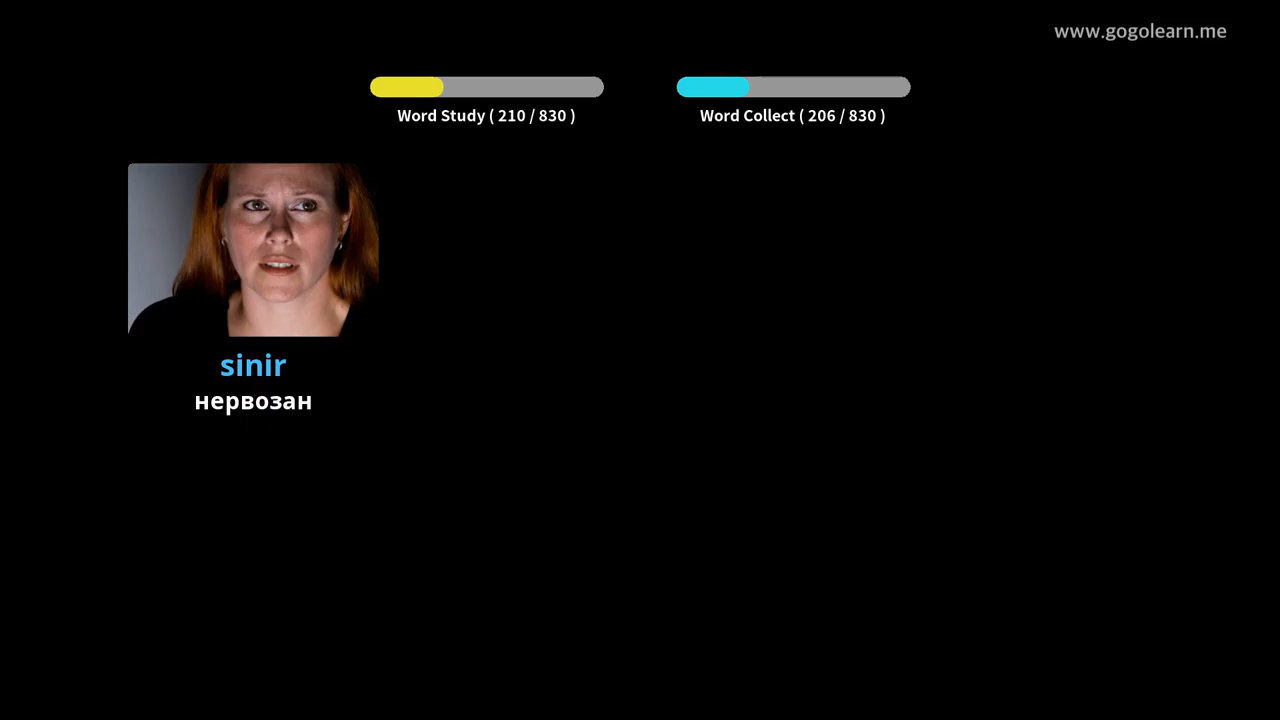 www.gogolearn.me
Word Study ( 210 / 830 )
Word Collect ( 206 / 830 )
sinir
нервозан